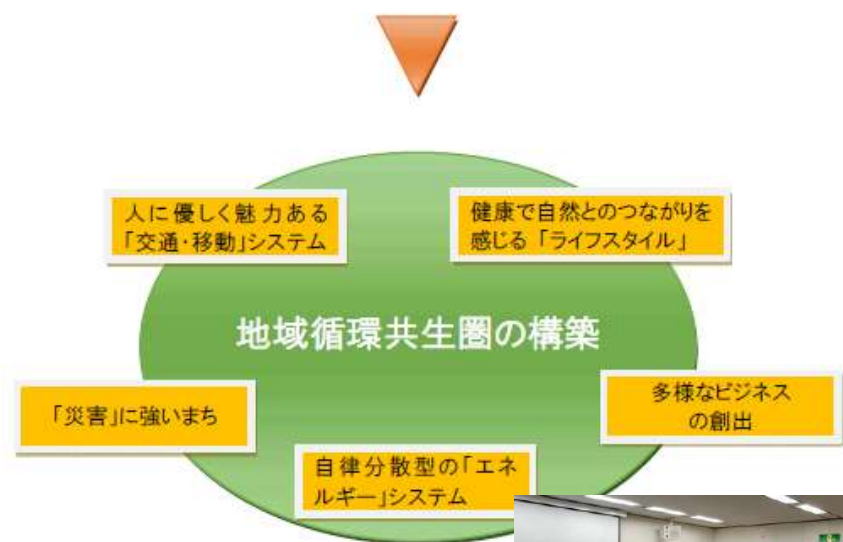 人に優しく魅力ある
「交通・移動」システム
健康で自然とのつながりを
感じる「ライフスタイル」
地域循環共生圏の構築
「災害」に強いまち
多様なビジネス
の創出
自律分散型の「エネ
ルギー」システム